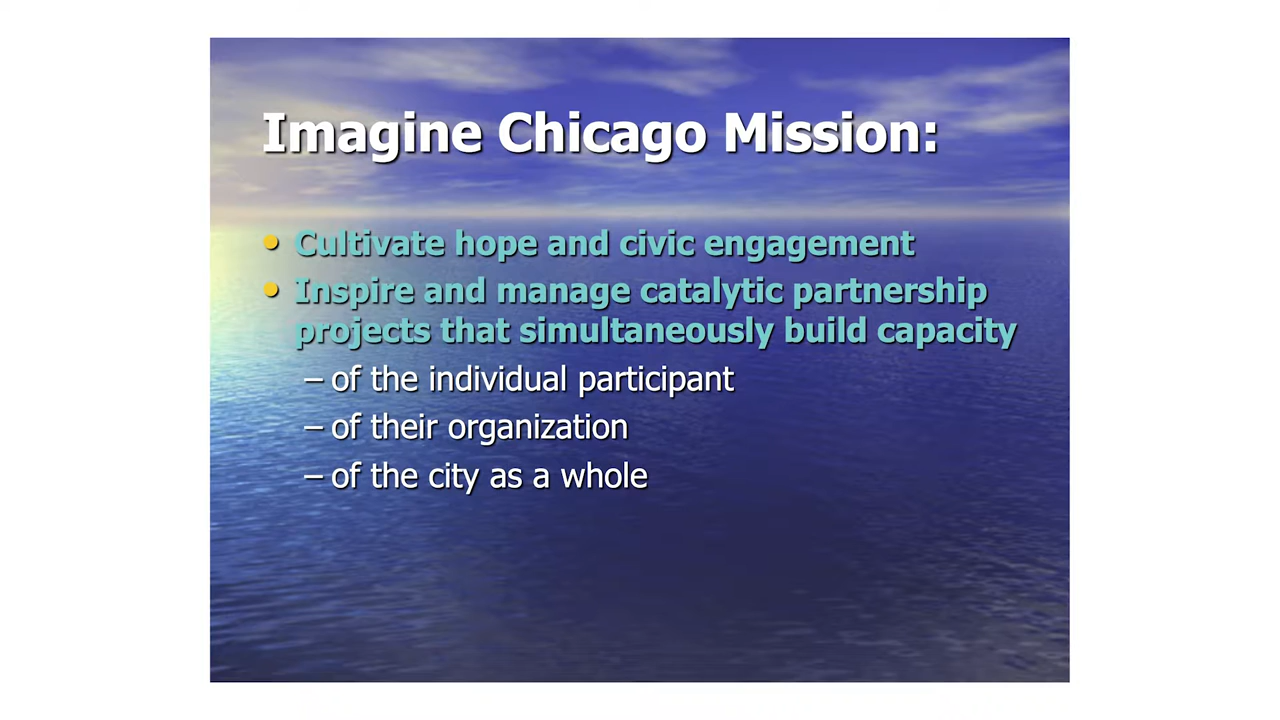 Imagine Chicago Mission:
• Cultivate hope and civic engagement
• Inspire and manage catalytic partnership
projects that simultaneously build capacity
– of the individual participant
– of their organization
– of the city as a whole